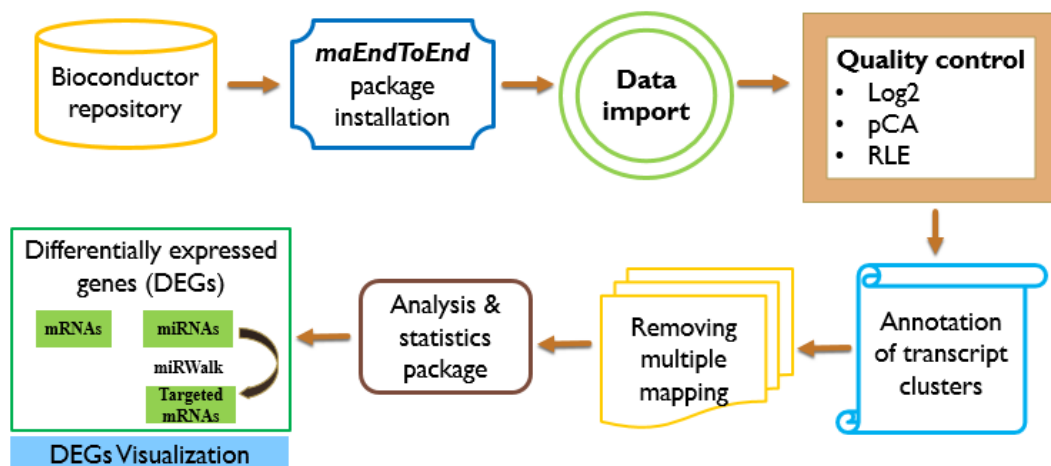 Bioconductor
repository
maEndToEnd
package
installation
Data
import
Quality control
• Log2
• pCA
• RLE
Annotation
of transcript
clusters
Removing
multiple
mapping
Analysis &
statistics
package
Differentially expressed
genes (DEGs)
mRNAs
miRNAs
miRWalk
Targeted
mRNAs
DEGs Visualization